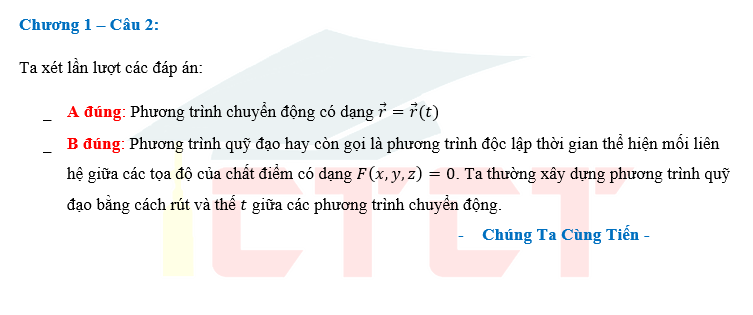 Chương 1 – Câu 2:
Ta xét lần lượt các đáp án:
_ A đúng: Phương trình chuyển động có dạng r⃗ = r⃗(t)
_ B đúng: Phương trình quỹ đạo hay còn gọi là phương trình độc lập thời gian thể hiện mối liên
hệ giữa các tọa độ của chất điểm có dạng F(x, y, z) = 0. Ta thường xây dựng phương trình quỹ
đạo bằng cách rút và thế t giữa các phương trình chuyển động.
- Chúng Ta Cùng Tiến -
CTCT